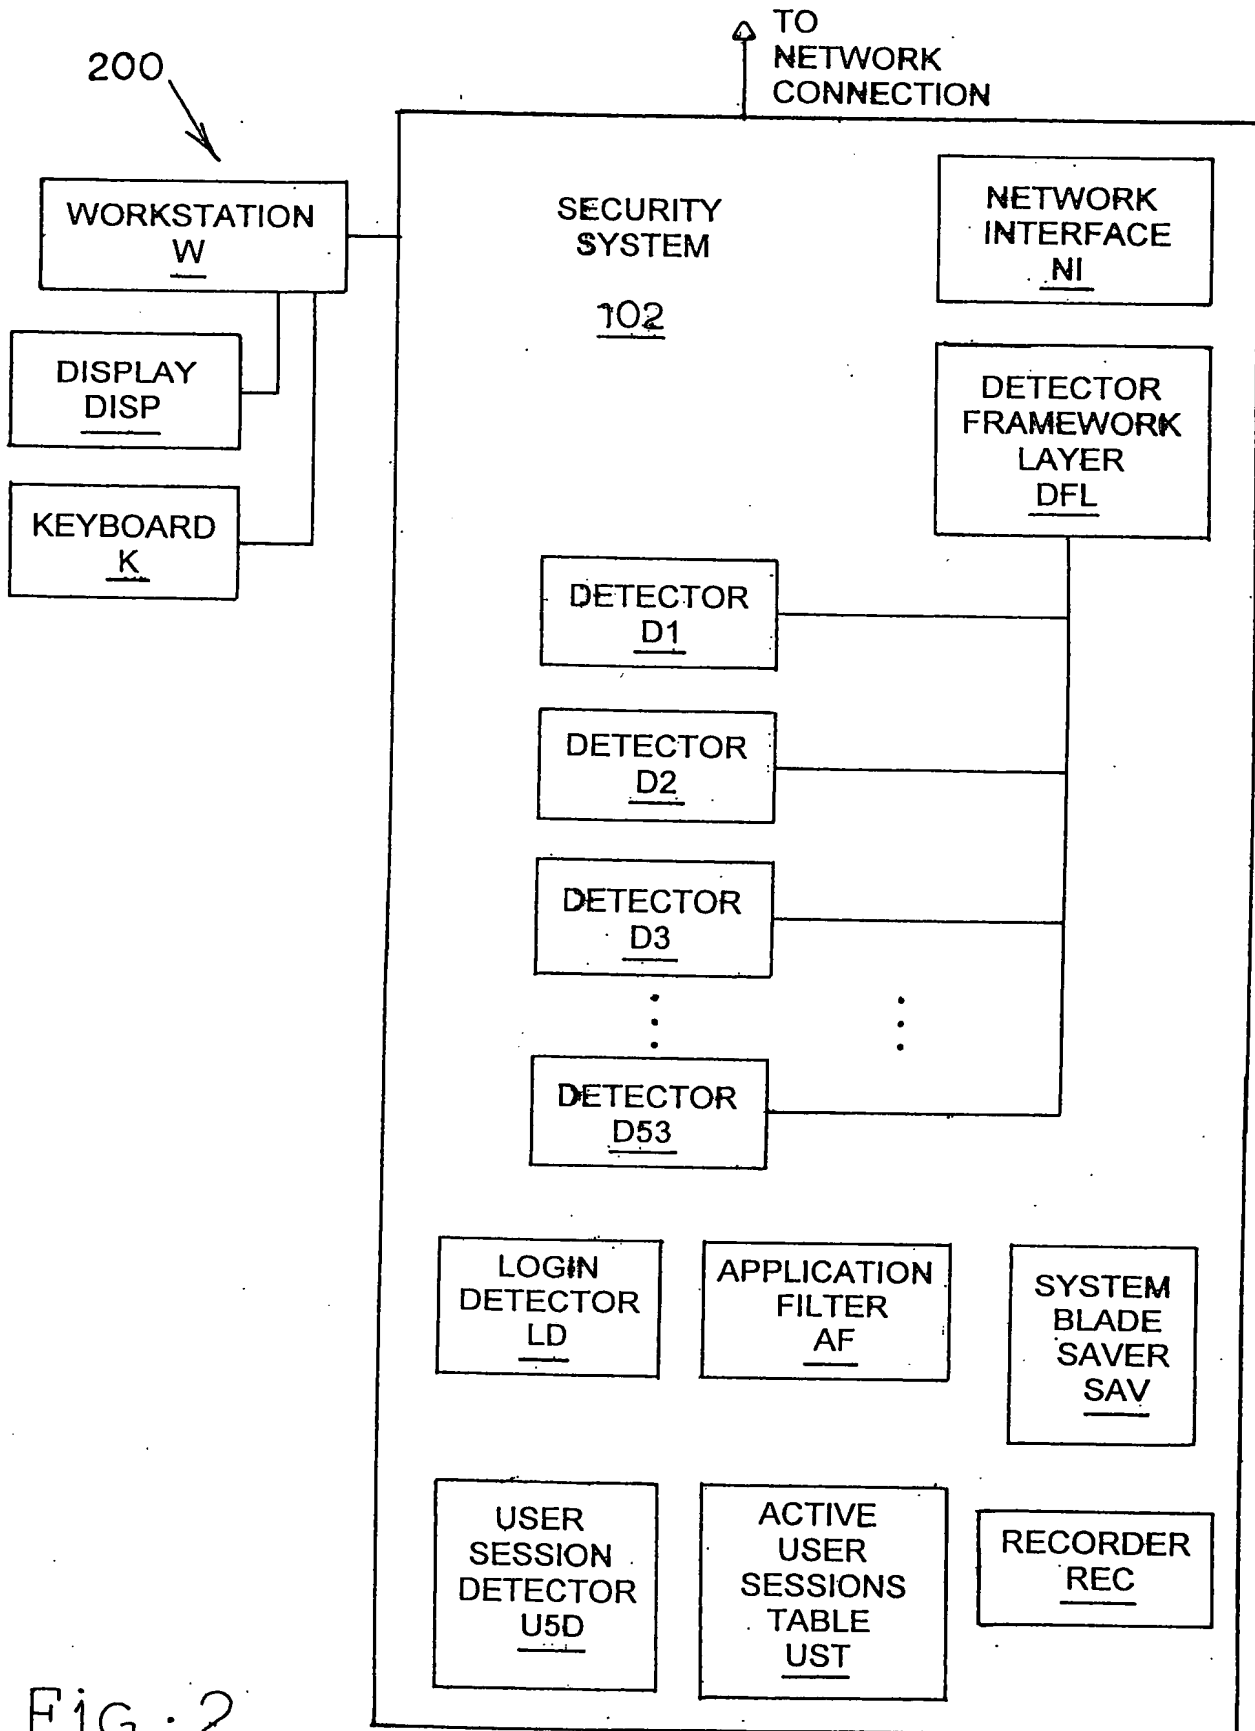 TO
NETWORK
CONNECTION
200
WORKSTATION
W
DISPLAY
DISP
KEYBOARD
K
SECURITY
SYSTEM
102
NETWORK
INTERFACE
NI
DETECTOR
FRAMEWORK
LAYER
DFL
DETECTOR
D1
DETECTOR
D2
DETECTOR
D3
DETECTOR
D53
LOGIN
DETECTOR
LD
APPLICATION
FILTER
AF
SYSTEM
BLADE
SAVER
SAV
USER
SESSION
DETECTOR
U5D
ACTIVE
USER
SESSIONS
TABLE
UST
RECORDER
REC
FIG. 2